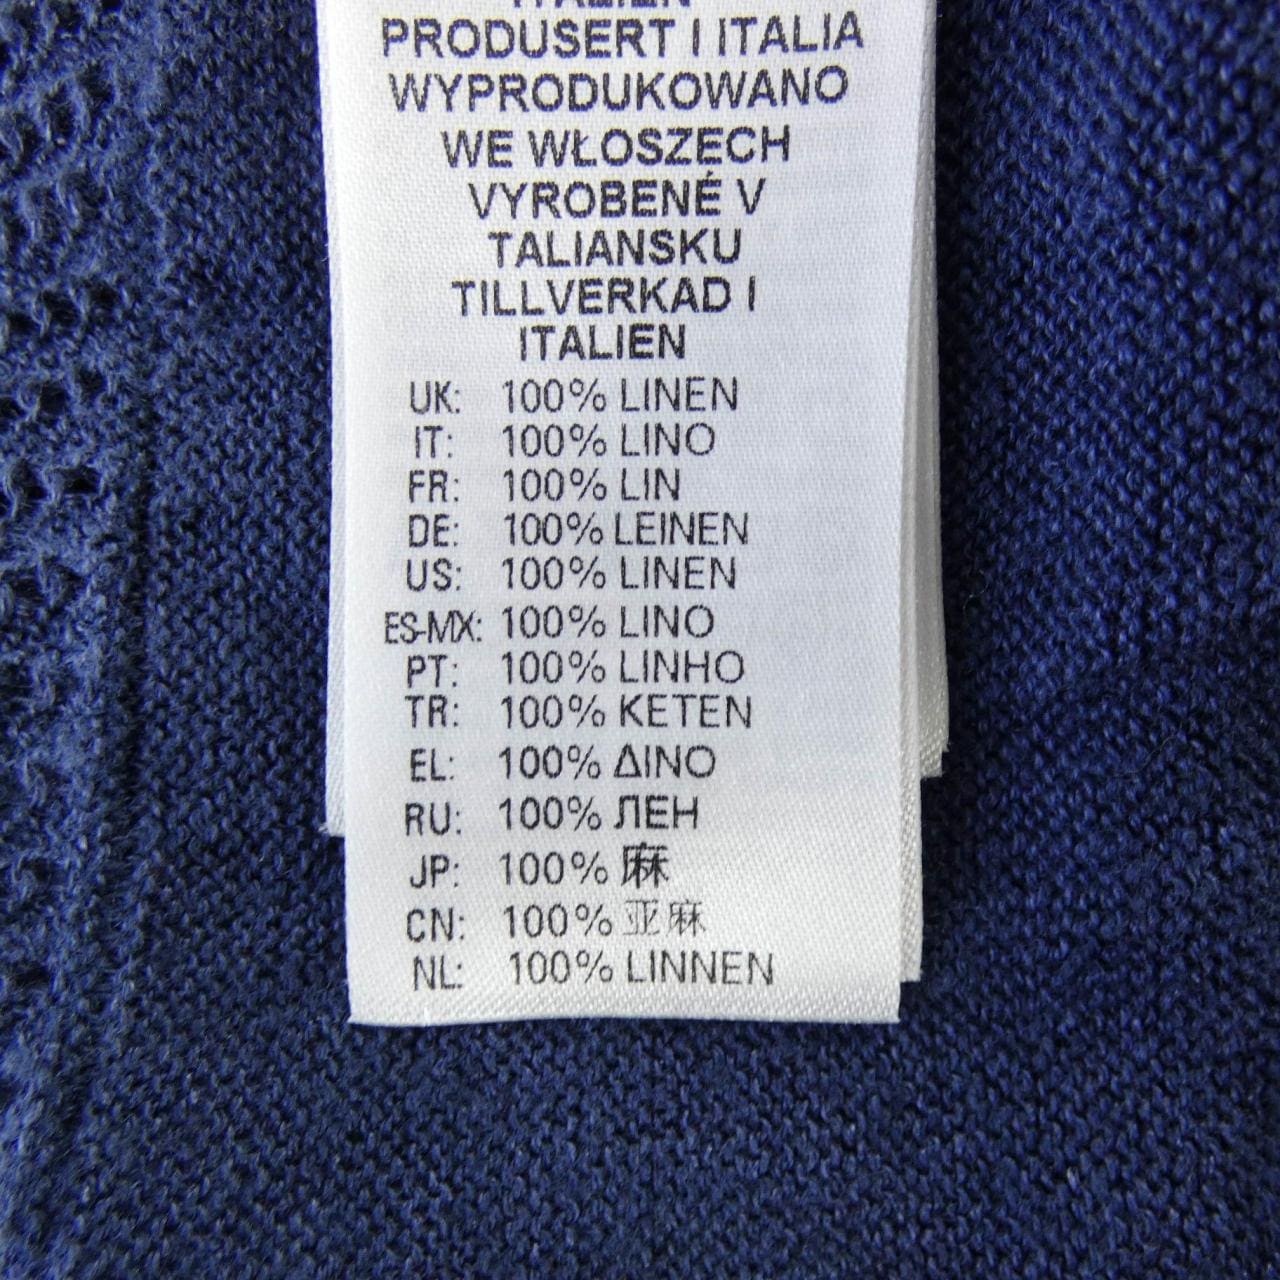 ITALIEN
PRODUSERT I ITALIA
WYPRODUKOWANO
WE WŁOSZECH
VYROBENÉ V
TALIANSKU
TILLVERKAD I
ITALIEN
UK: 100% LINEN
IT: 100% LINO
FR: 100% LIN
DE: 100% LEINEN
US: 100% LINEN
ES-MX: 100% LINO
PT: 100% LINHO
TR: 100% KETEN
EL: 100% ΔΙΝΟ
RU: 100% ЛЕН
JP: 100% 麻
CN: 100% 亚麻
NL: 100% LINNEN